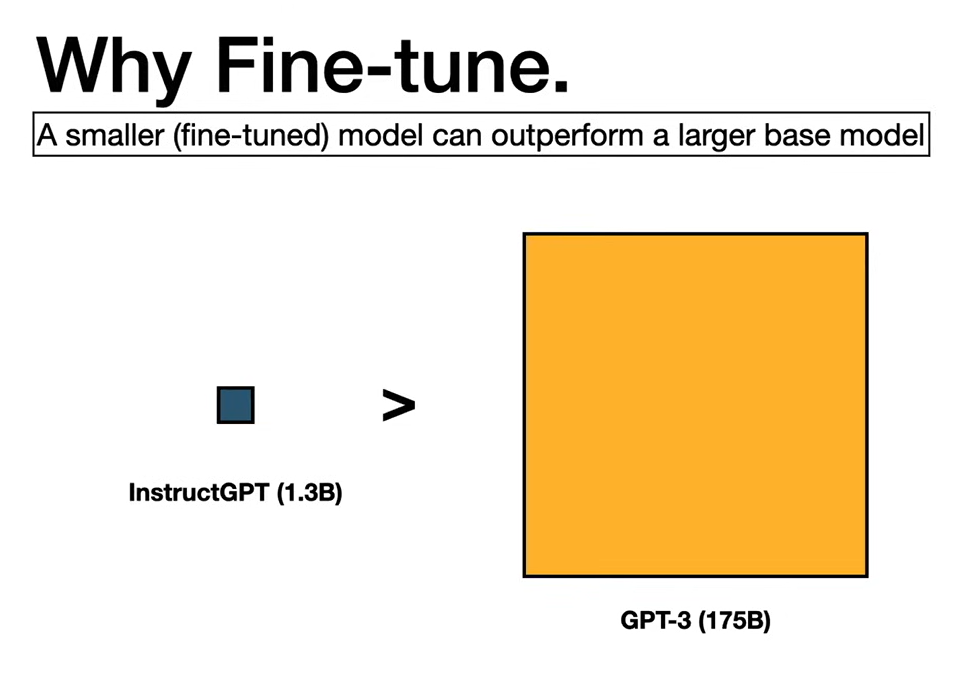 Why Fine-tune.
A smaller (fine-tuned) model can outperform a larger base model
>
InstructGPT (1.3B)
GPT-3 (175B)